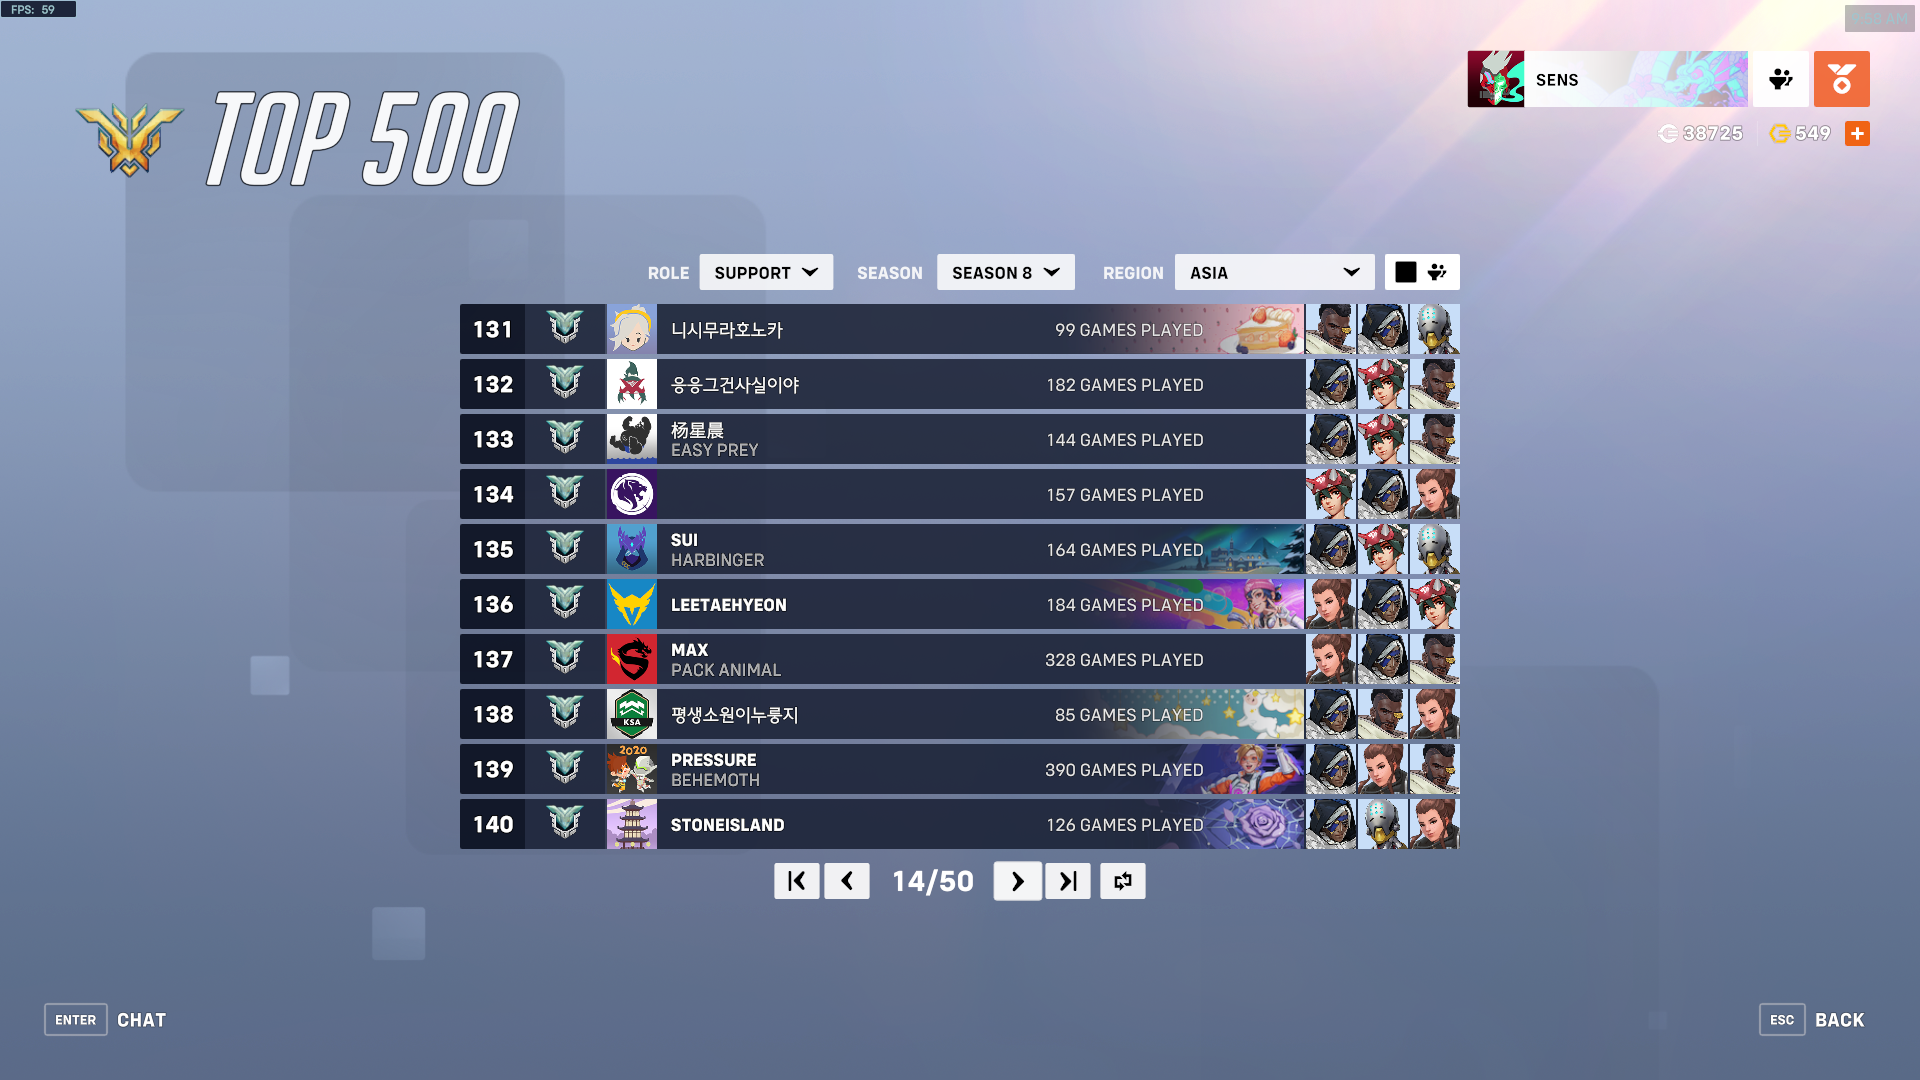 FPS: 59
TOP 500
SENS
38725
549
ROLE SUPPORT SEASON SEASON 8 REGION ASIA
131 니시무라호노카 99 GAMES PLAYED
132 응응그건사실이야 182 GAMES PLAYED
133 杨星晨 144 GAMES PLAYED
EASY PREY
134 157 GAMES PLAYED
135 SUI 164 GAMES PLAYED
HARBINGER
136 LEETAEHYEON 184 GAMES PLAYED
137 MAX 328 GAMES PLAYED
PACK ANIMAL
KSA
138 평생소원이누룽지 85 GAMES PLAYED
2020
139 PRESSURE 390 GAMES PLAYED
BEHEMOTH
140 STONEISLAND 126 GAMES PLAYED
14/50
ENTER CHAT
ESC BACK